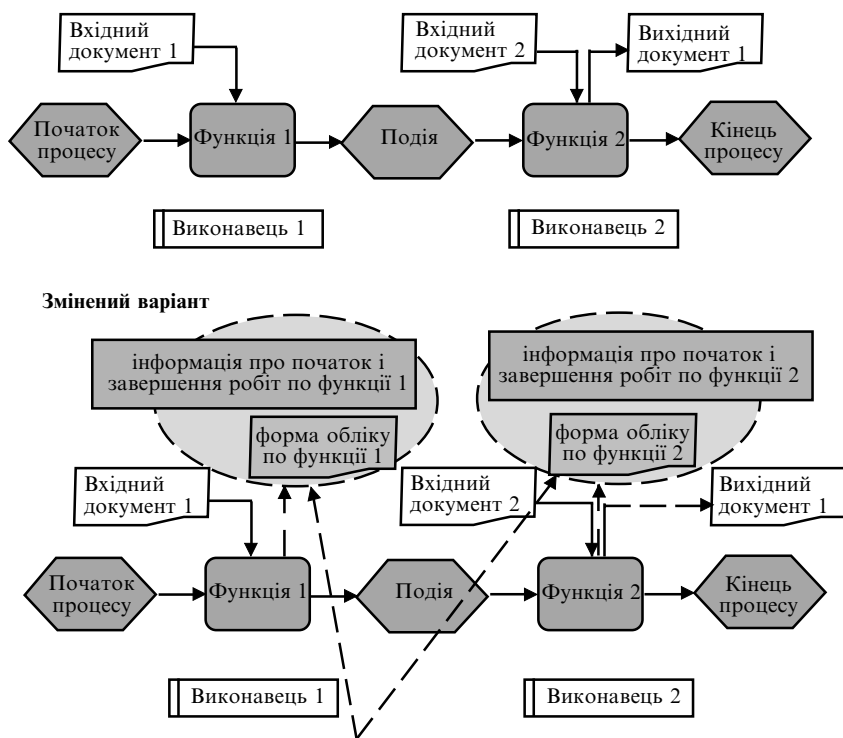 Вхідний
документ 1
Вхідний
документ 2
Вихідний
документ 1
Початок
процесу
Функція 1
Подія
Функція 2
Кінець
процесу
Виконавець 1
Виконавець 2
Змінений варіант
інформація про початок і
завершення робіт по функції 1
інформація про початок і
завершення робіт по функції 2
форма обліку
по функції 1
форма обліку
по функції 2
Вхідний
документ 1
Вхідний
документ 2
Вихідний
документ 1
Початок
процесу
Функція 1
Подія
Функція 2
Кінець
процесу
Виконавець 1
Виконавець 2